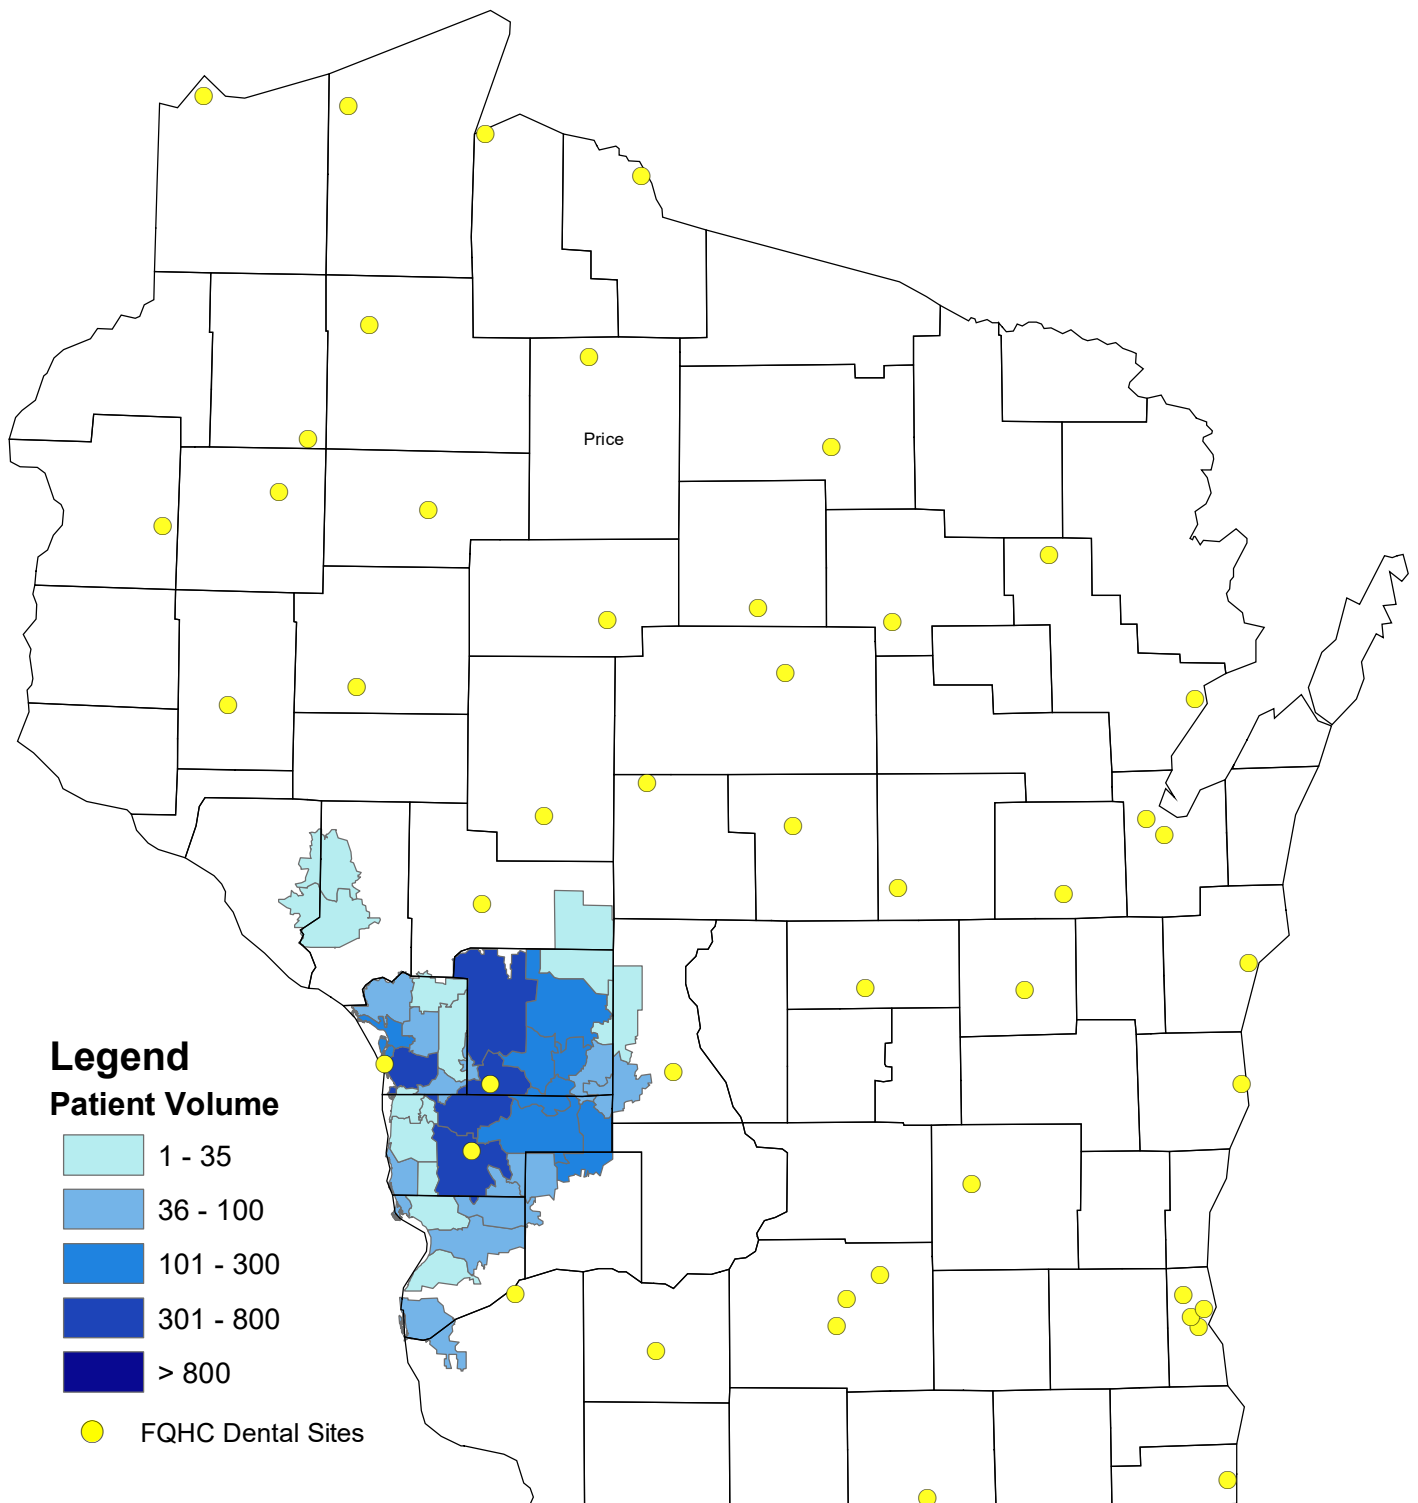 Price
Legend
Patient Volume
1 - 35
36 - 100
101 - 300
301 - 800
> 800
FQHC Dental Sites